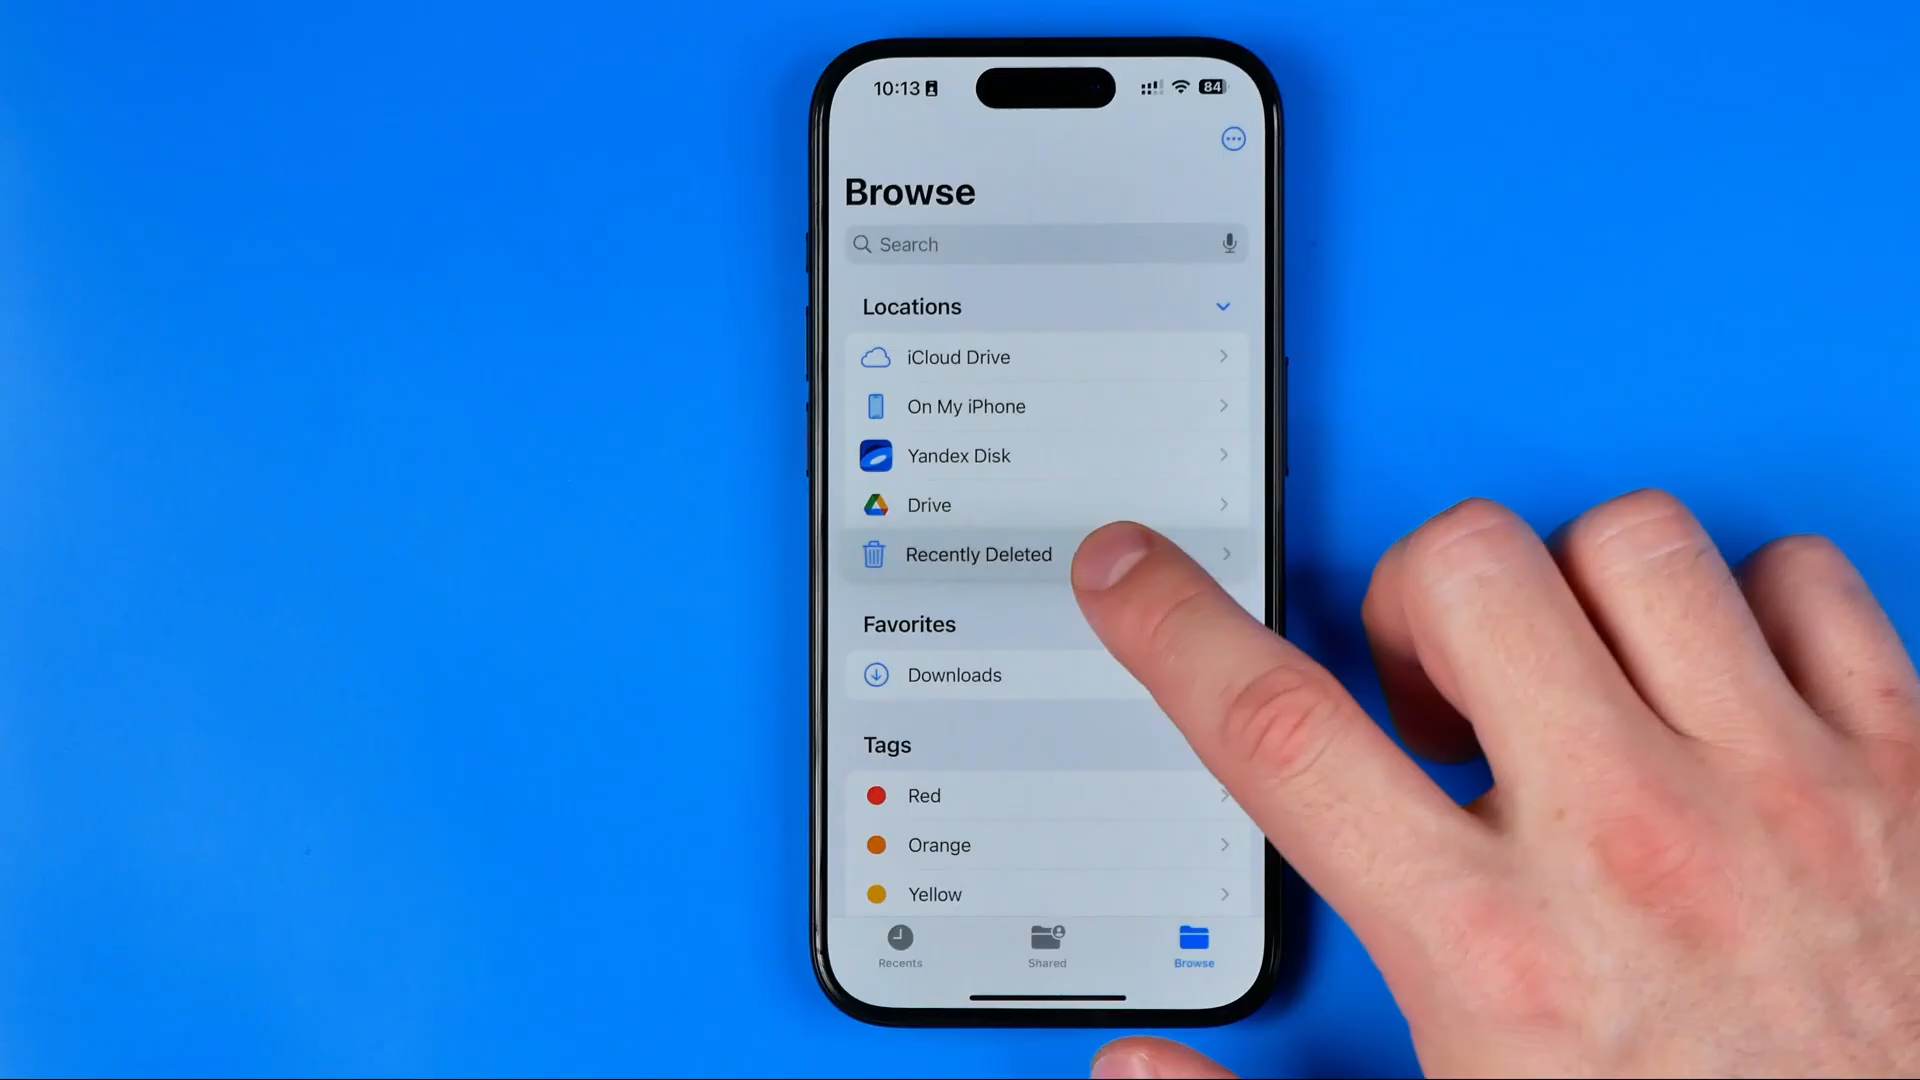 10:13
84
Browse
Search
Locations
iCloud Drive
On My iPhone
Yandex Disk
Drive
Recently Deleted
Favorites
Downloads
Tags
Red
Orange
Yellow
Recents
Shared
Browse